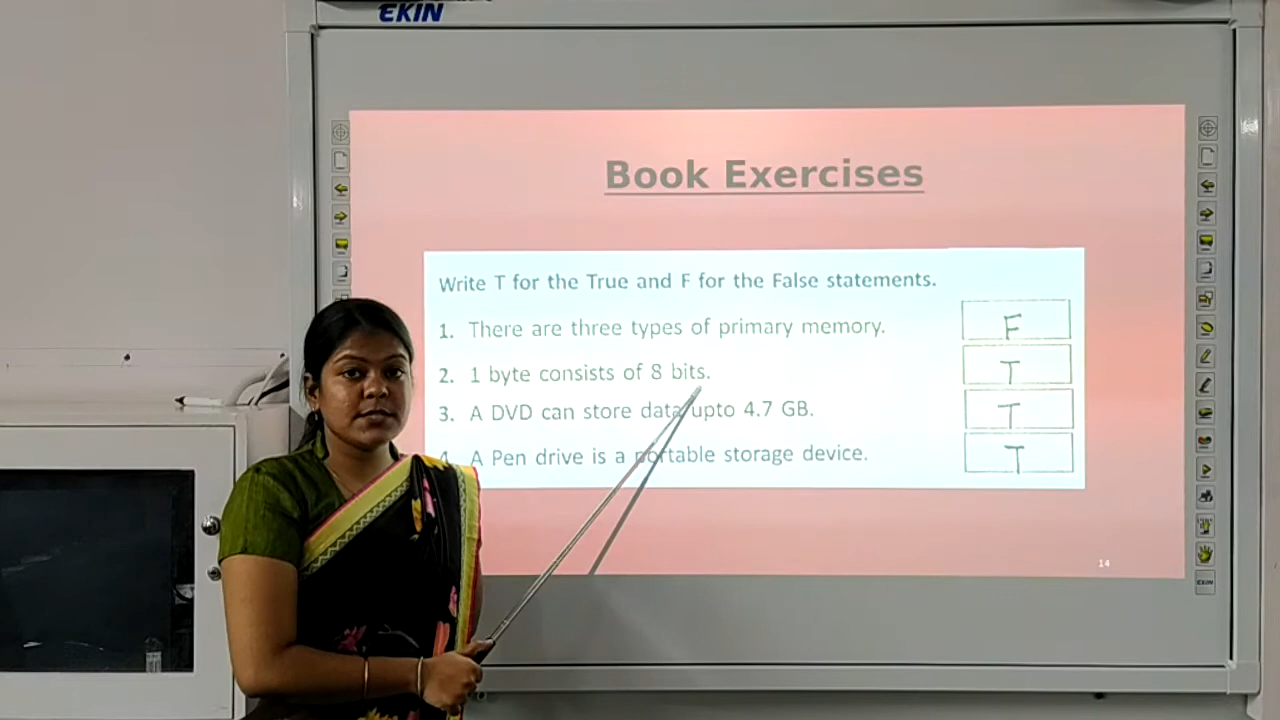 EKIN
Book Exercises
Write T for the True and F for the False statements.
1. There are three types of primary memory. F
2. 1 byte consists of 8 bits. T
3. A DVD can store data upto 4.7 GB. T
4. A Pen drive is a portable storage device. T
14
EKIN